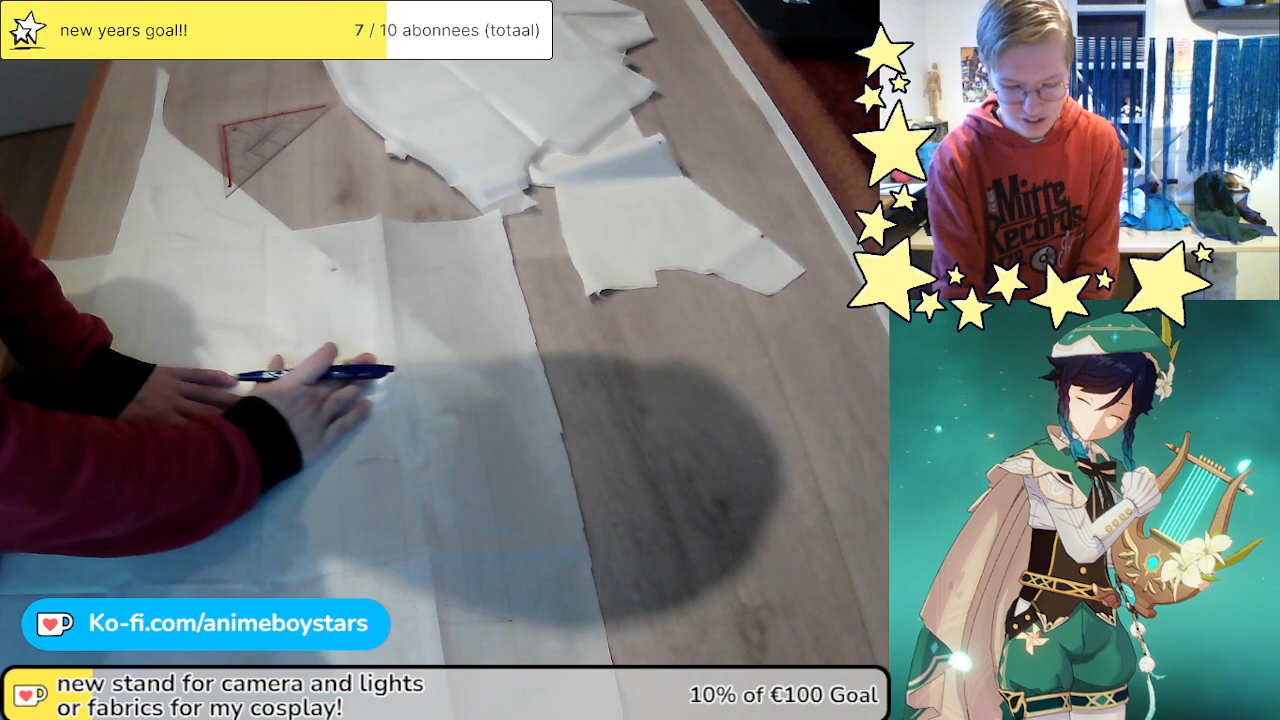 new years goal!!
7 / 10 abonnees (totaal)
Mitre
Records
Ko-fi.com/animeboystars
new stand for camera and lights
or fabrics for my cosplay!
10% of €100 Goal